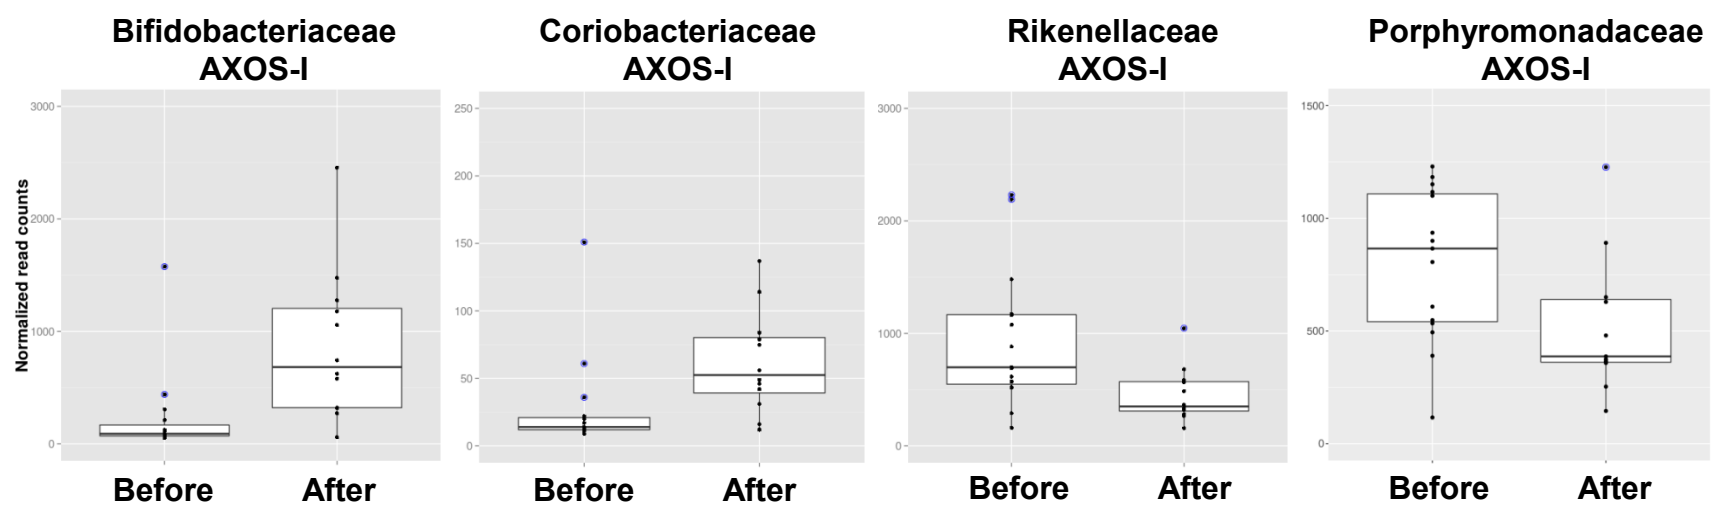 Bifidobacteriaceae
AXOS-I
Coriobacteriaceae
AXOS-I
Rikenellaceae
AXOS-I
Porphyromonadaceae
AXOS-I
Normalized read counts
3000
2000
1000
0
250
200
150
100
50
0
3000
2000
1000
0
1500
1000
500
0
Before
After
Before
After
Before
After
Before
After